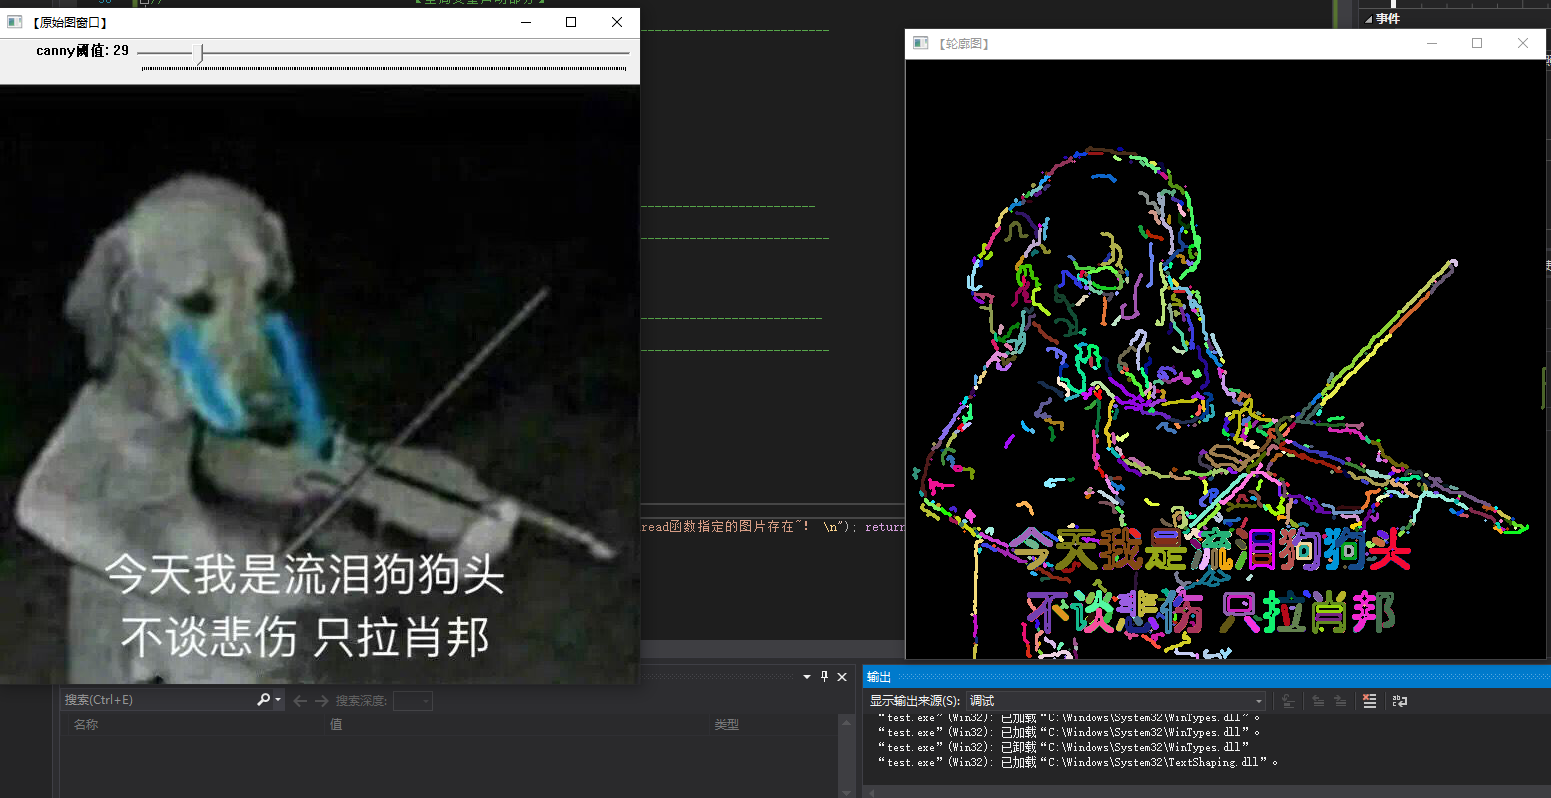 【原始图窗口】
canny阈值: 29
今天我是流泪狗狗头
不谈悲伤 只拉肖邦
事件
【轮廓图】
今天我是流泪狗狗头
不谈悲伤 只拉肖邦
read函数指定的图片存在~! \n"); return
搜索(Ctrl+E)
搜索深度:
名称 值 类型
输出
显示输出来源(S): 调试
“test.exe”(Win32): 已加载“C:\Windows\System32\WinTypes.dll”。
“test.exe”(Win32): 已加载“C:\Windows\System32\WinTypes.dll”。
“test.exe”(Win32): 已卸载“C:\Windows\System32\WinTypes.dll”
“test.exe”(Win32): 已加载“C:\Windows\System32\TextShaping.dll”。